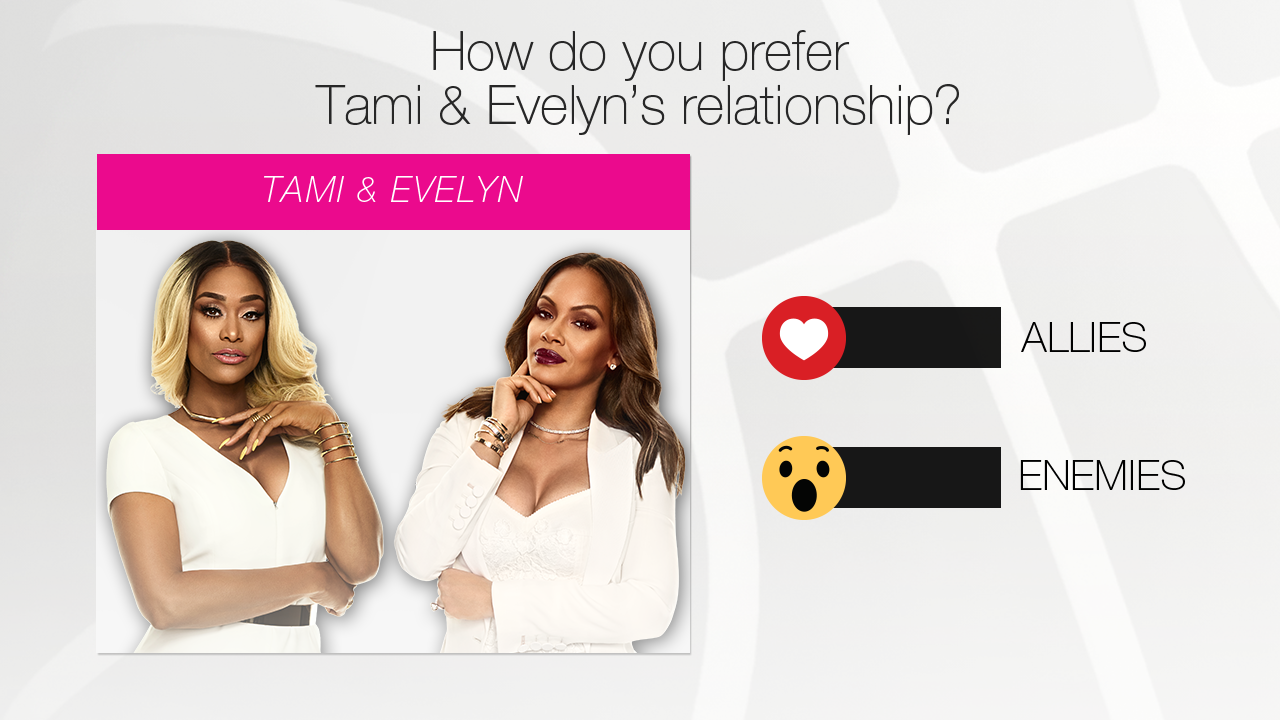 How do you prefer
Tami & Evelyn’s relationship?
TAMI & EVELYN
ALLIES
ENEMIES